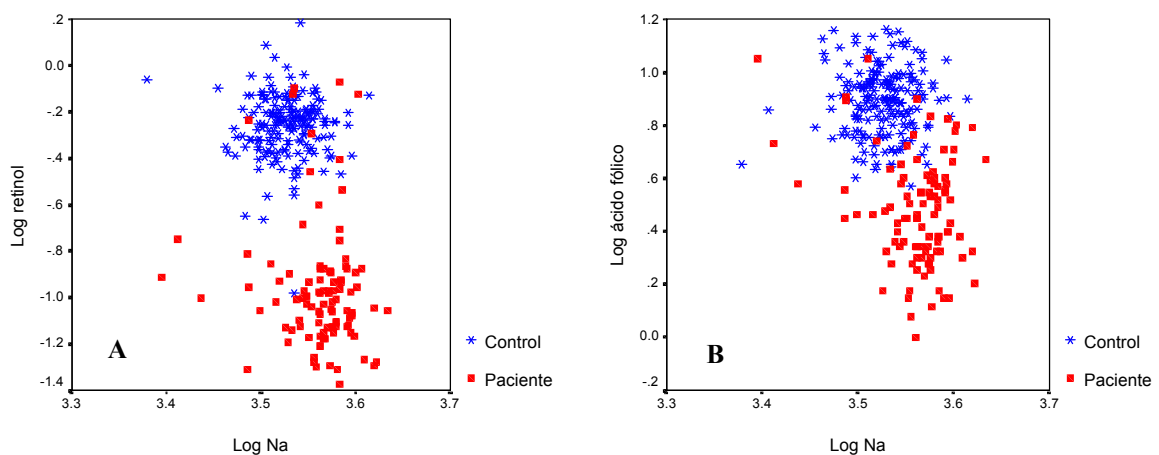 .2
0.0
-.2
-.4
-.6
-.8
-1.0
-1.2
-1.4
3.3
3.4
3.5
3.6
3.7
Log retinol
Log Na
A
Control
Paciente
1.2
1.0
.8
.6
.4
.2
0.0
-.2
3.3
3.4
3.5
3.6
3.7
Log ácido fólico
Log Na
B
Control
Paciente